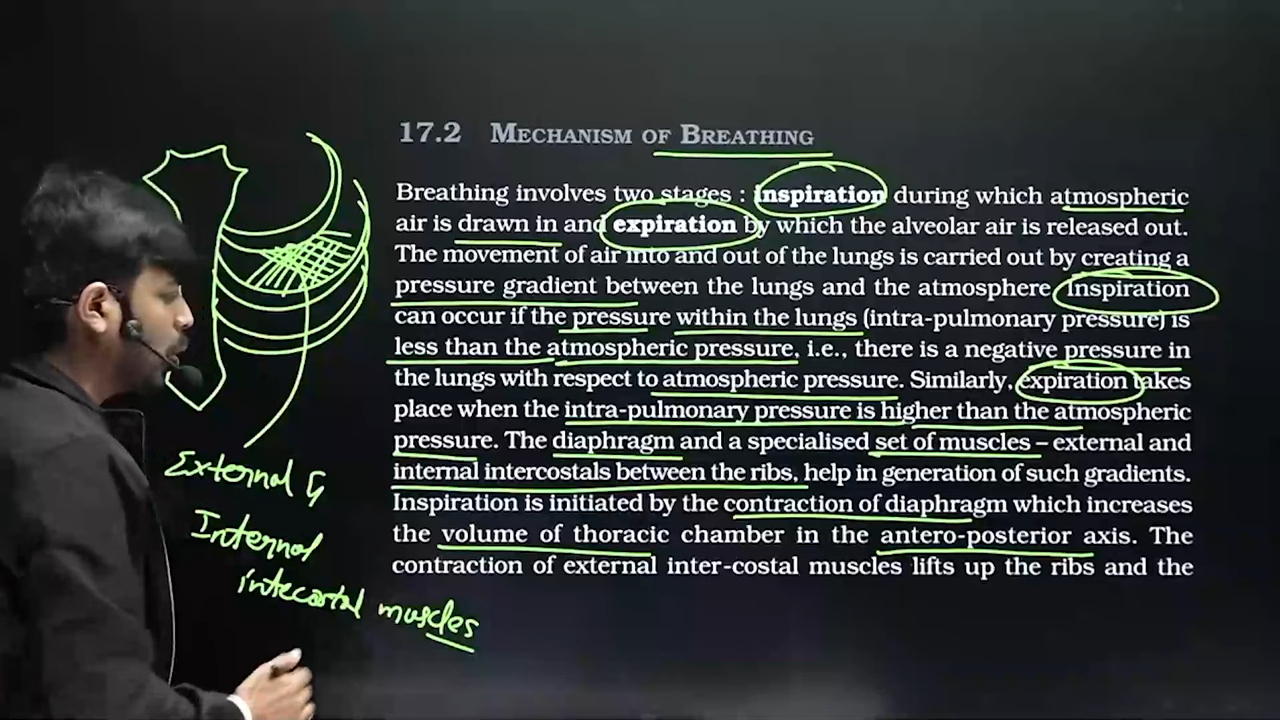 17.2 MECHANISM OF BREATHING
Breathing involves two stages : inspiration during which atmospheric
air is drawn in and expiration by which the alveolar air is released out.
The movement of air into and out of the lungs is carried out by creating a
pressure gradient between the lungs and the atmosphere Inspiration
can occur if the pressure within the lungs (intra-pulmonary pressure) is
less than the atmospheric pressure, i.e., there is a negative pressure in
the lungs with respect to atmospheric pressure. Similarly, expiration takes
place when the intra-pulmonary pressure is higher than the atmospheric
pressure. The diaphragm and a specialised set of muscles – external and
internal intercostals between the ribs, help in generation of such gradients.
Inspiration is initiated by the contraction of diaphragm which increases
the volume of thoracic chamber in the antero-posterior axis. The
contraction of external inter-costal muscles lifts up the ribs and the
External
Internal
intecostal muscles